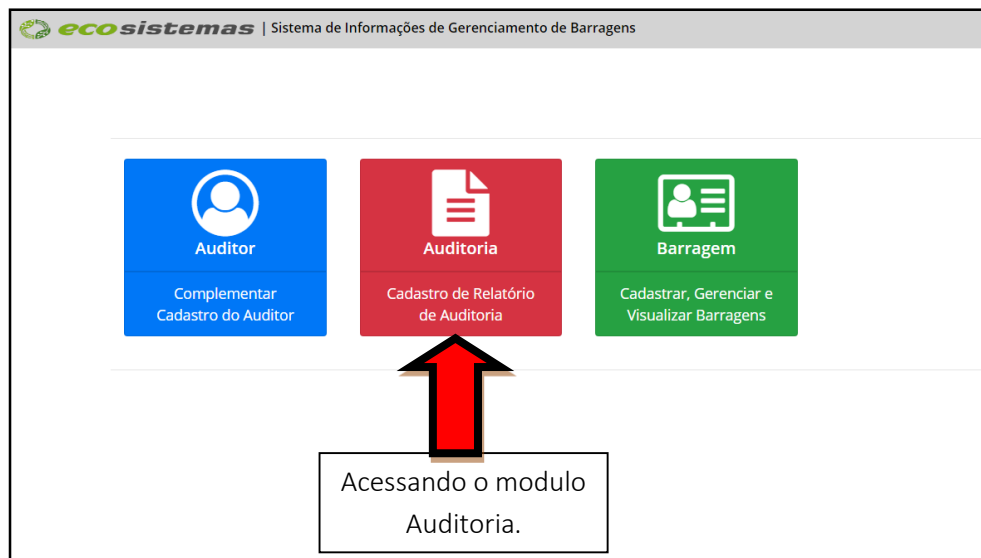 ecosistemas | Sistema de Informações de Gerenciamento de Barragens
Auditor
Complementar
Cadastro do Auditor
Auditoria
Cadastro de Relatório
de Auditoria
Barragem
Cadastrar, Gerenciar e
Visualizar Barragens
Acessando o modulo
Auditoria.